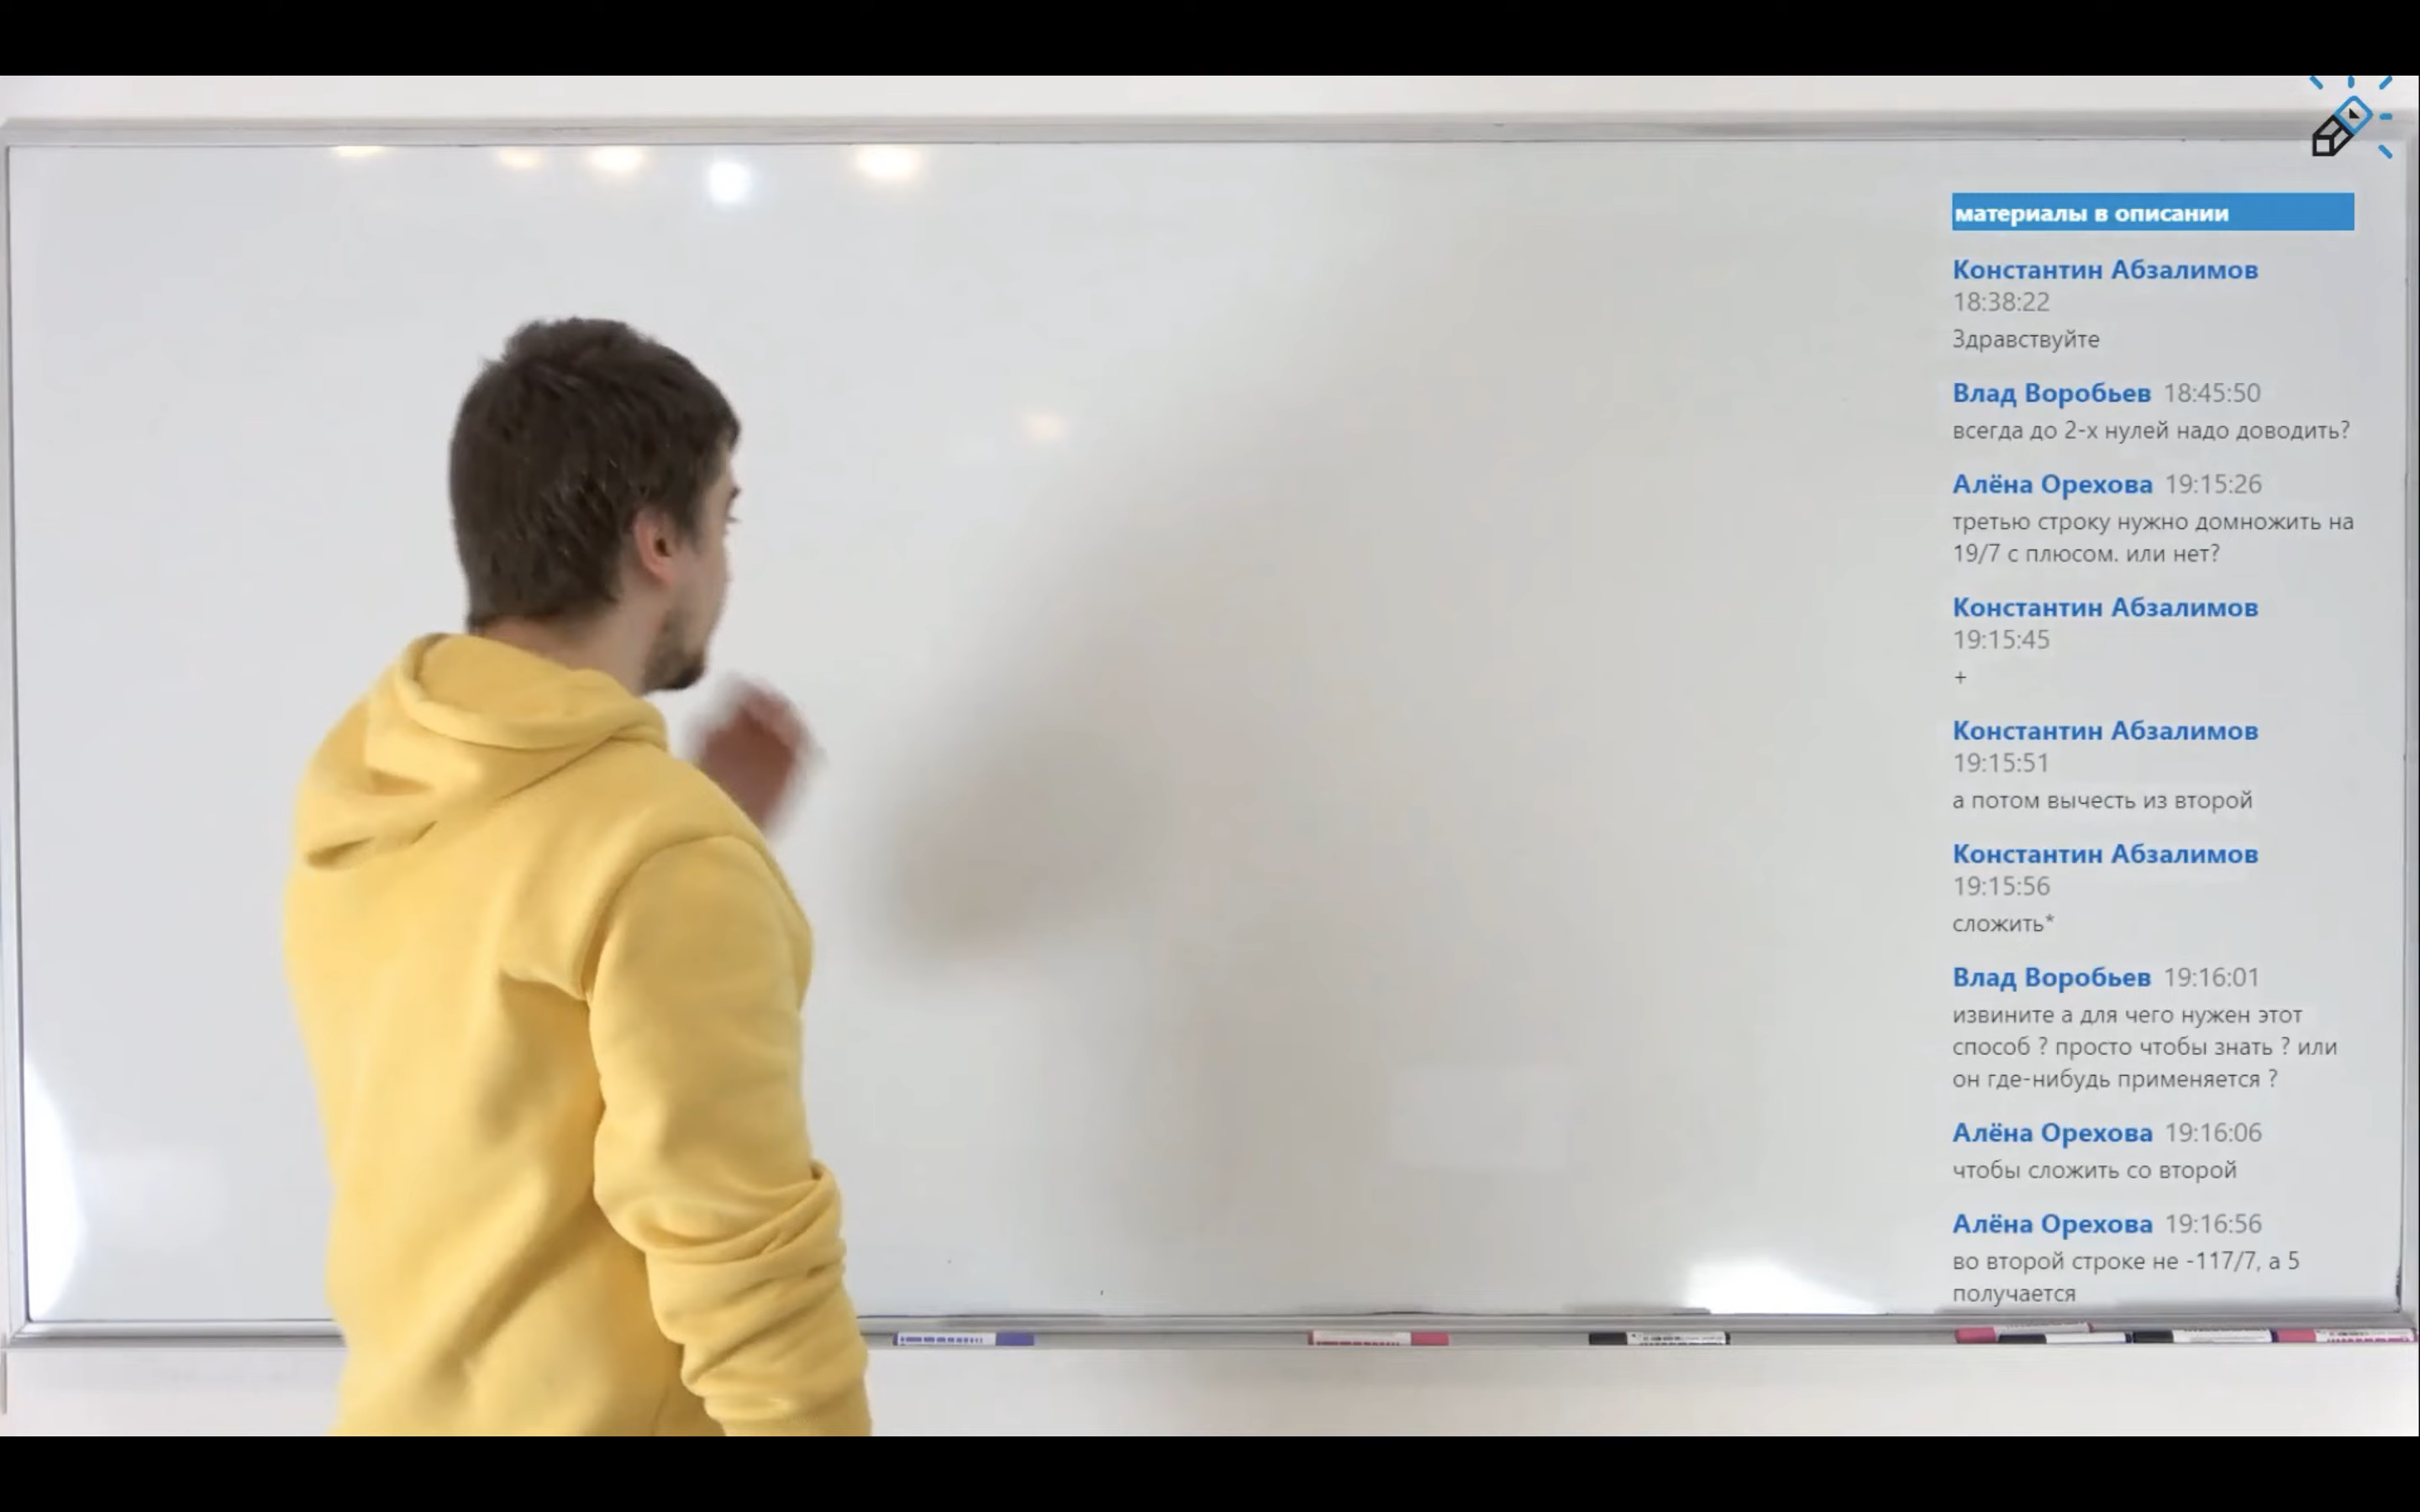 материалы в описании
Константин Абзалимов
18:38:22
Здравствуйте
Влад Воробьев 18:45:50
всегда до 2-х нулей надо доводить?
Алёна Орехова 19:15:26
третью строку нужно домножить на
19/7 с плюсом. или нет?
Константин Абзалимов
19:15:45
+
Константин Абзалимов
19:15:51
а потом вычесть из второй
Константин Абзалимов
19:15:56
сложить*
Влад Воробьев 19:16:01
извините а для чего нужен этот
способ ? просто чтобы знать ? или
он где-нибудь применяется ?
Алёна Орехова 19:16:06
чтобы сложить со второй
Алёна Орехова 19:16:56
во второй строке не -117/7, а 5
получается